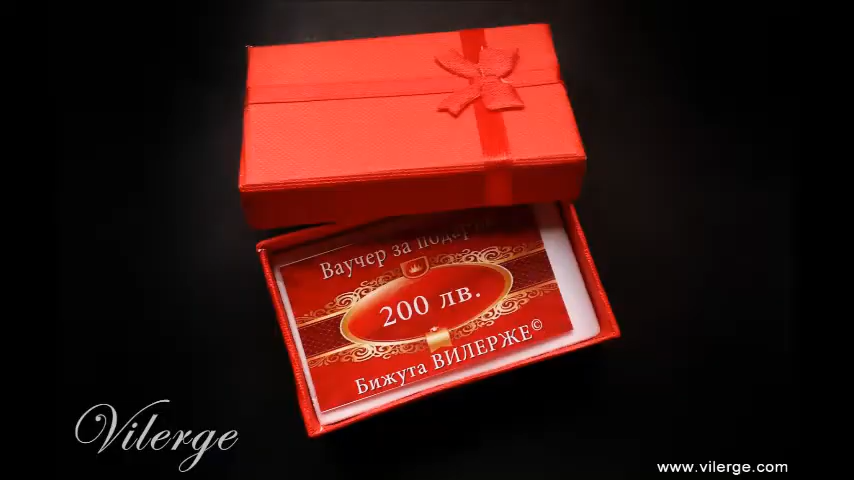 Ваучер за
200 лв.
Бижута ВИЛЕРЖЕ©
Vilerge
www.vilerge.com